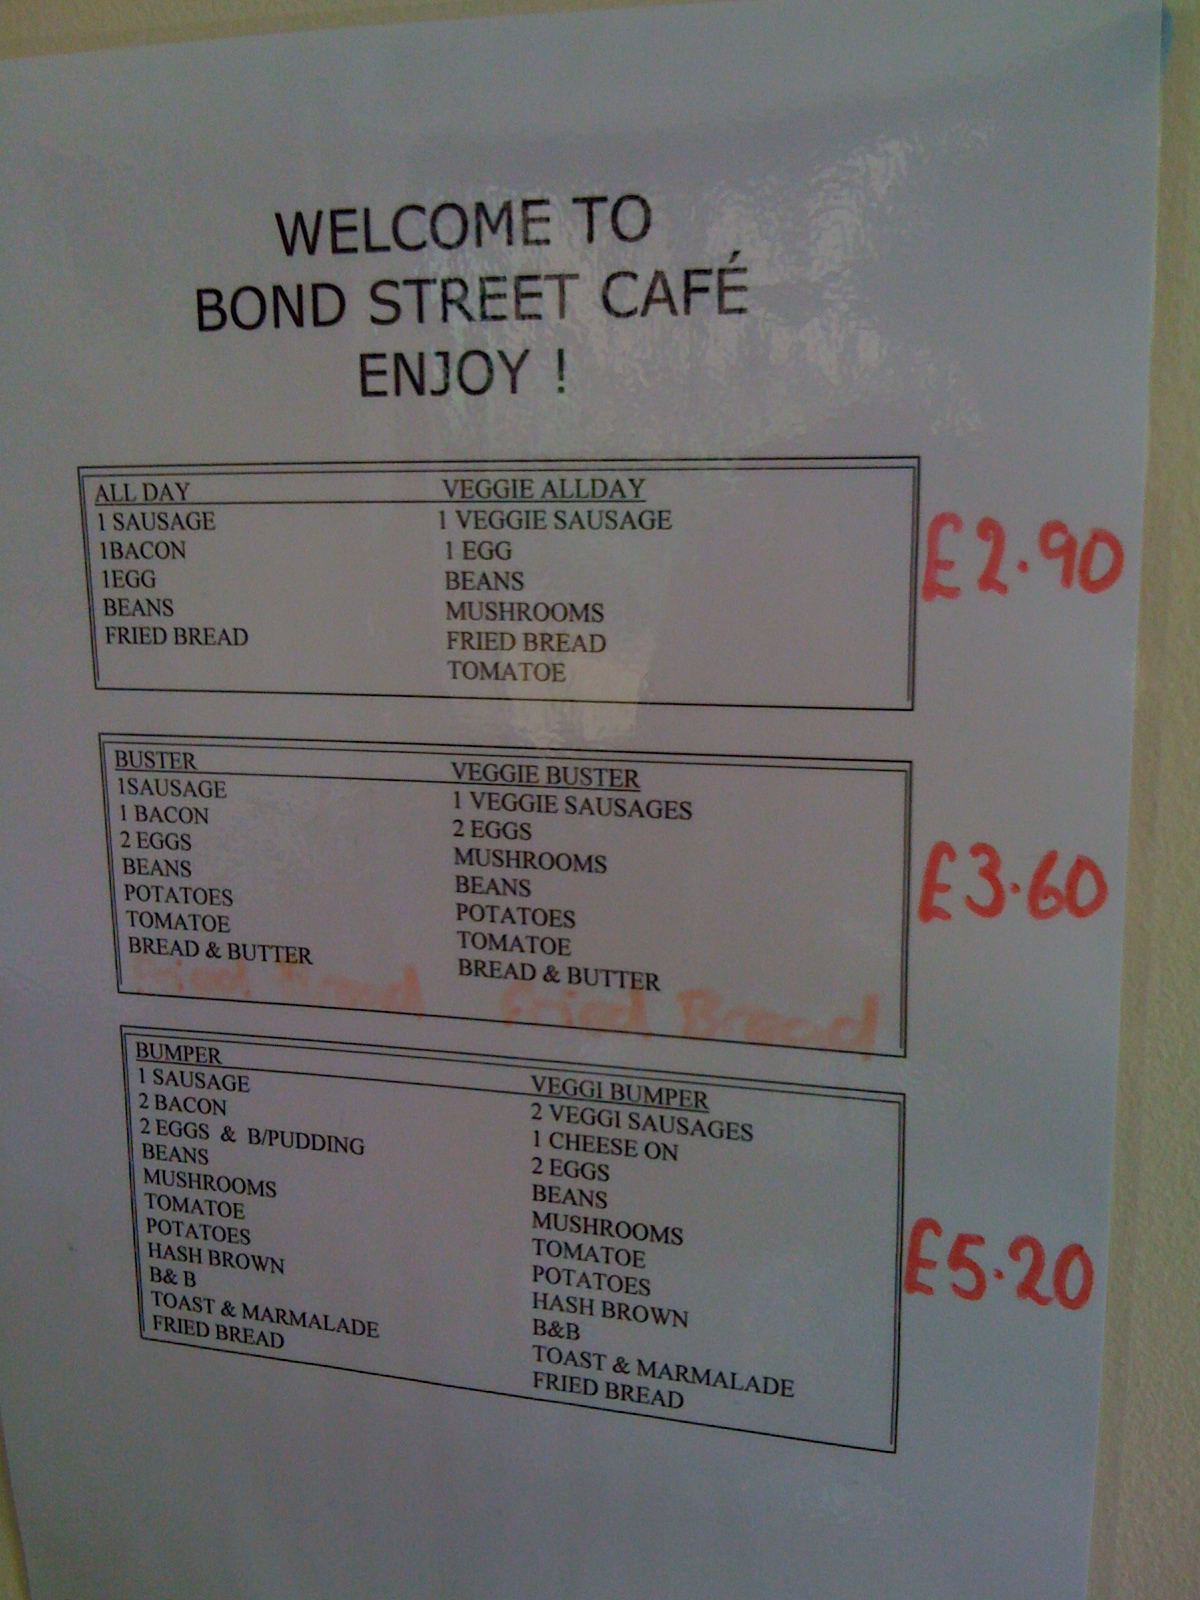 WELCOME TO
BOND STREET CAFÉ
ENJOY !
ALL DAY
1 SAUSAGE
1BACON
1EGG
BEANS
FRIED BREAD
VEGGIE ALLDAY
1 VEGGIE SAUSAGE
1 EGG
BEANS
MUSHROOMS
FRIED BREAD
TOMATOE
£2.90
BUSTER
1SAUSAGE
1 BACON
2 EGGS
BEANS
POTATOES
TOMATOE
BREAD & BUTTER
Fried Bread
VEGGIE BUSTER
1 VEGGIE SAUSAGES
2 EGGS
MUSHROOMS
BEANS
POTATOES
TOMATOE
BREAD & BUTTER
Fried Bread
£3.60
BUMPER
1 SAUSAGE
2 BACON
2 EGGS & B/PUDDING
BEANS
MUSHROOMS
TOMATOE
POTATOES
HASH BROWN
B& B
TOAST & MARMALADE
FRIED BREAD
VEGGI BUMPER
2 VEGGI SAUSAGES
1 CHEESE ON
2 EGGS
BEANS
MUSHROOMS
TOMATOE
POTATOES
HASH BROWN
B&B
TOAST & MARMALADE
FRIED BREAD
£5.20